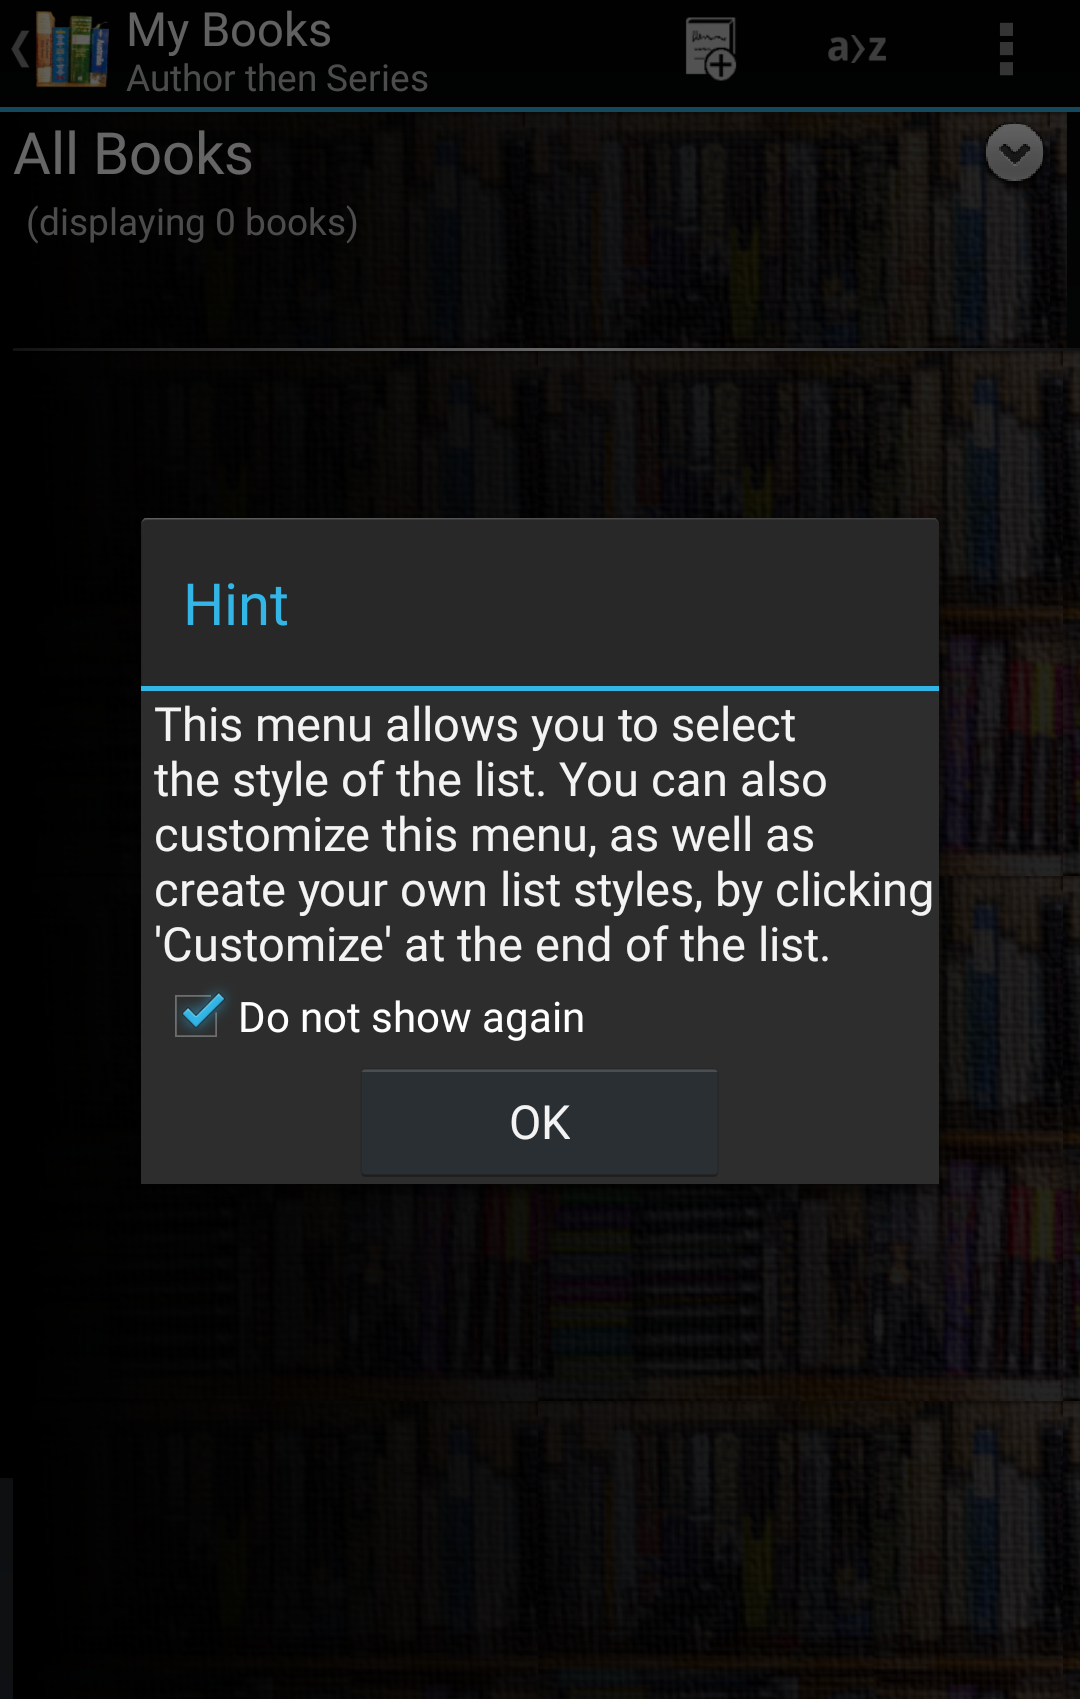 My Books
Author then Series
a›z
All Books
(displaying 0 books)
Hint
This menu allows you to select
the style of the list. You can also
customize this menu, as well as
create your own list styles, by clicking
'Customize' at the end of the list.
Do not show again
OK